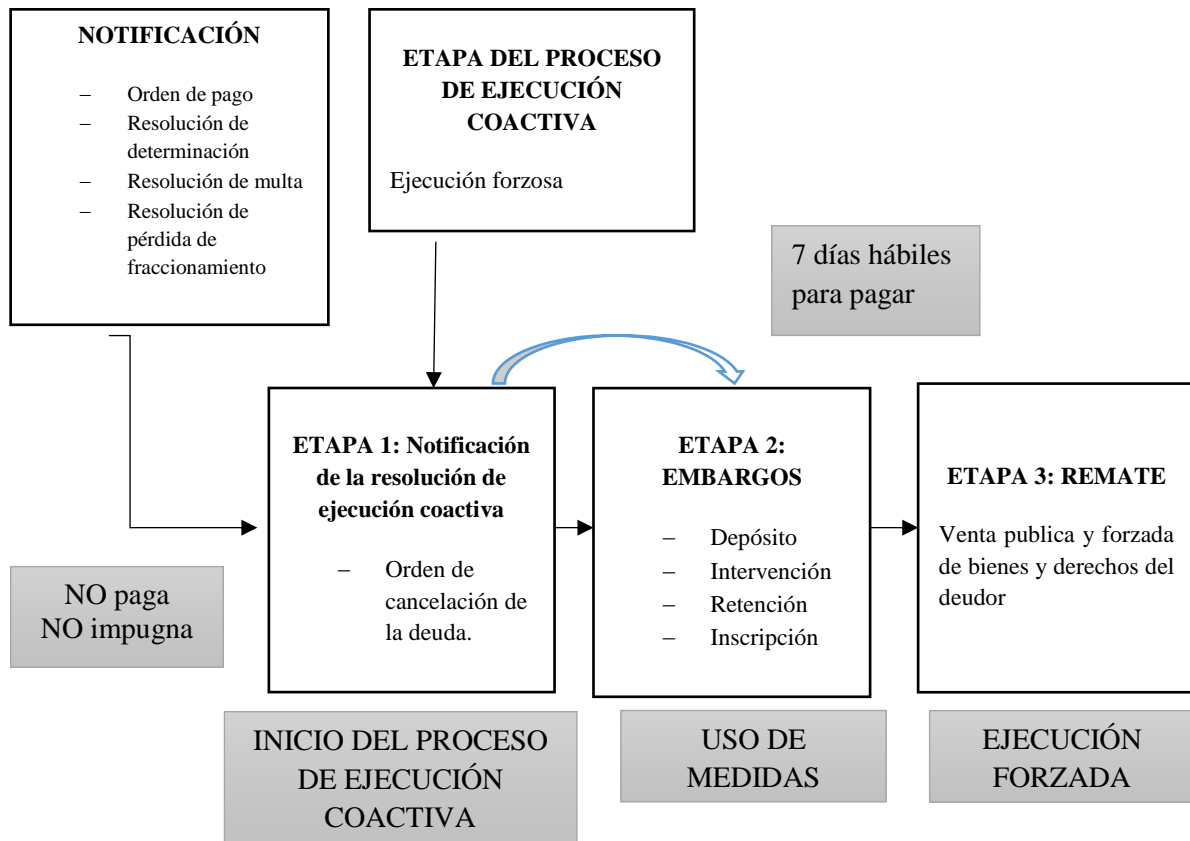 NOTIFICACIÓN
– Orden de pago
– Resolución de
determinación
– Resolución de multa
– Resolución de
pérdida de
fraccionamiento
ETAPA DEL PROCESO
DE EJECUCIÓN
COACTIVA
Ejecución forzosa
7 días hábiles
para pagar
NO paga
NO impugna
ETAPA 1: Notificación
de la resolución de
ejecución coactiva
– Orden de
cancelación de
la deuda.
ETAPA 2:
EMBARGOS
– Depósito
– Intervención
– Retención
– Inscripción
ETAPA 3: REMATE
Venta publica y forzada
de bienes y derechos del
deudor
INICIO DEL PROCESO
DE EJECUCIÓN
COACTIVA
USO DE
MEDIDAS
EJECUCIÓN
FORZADA